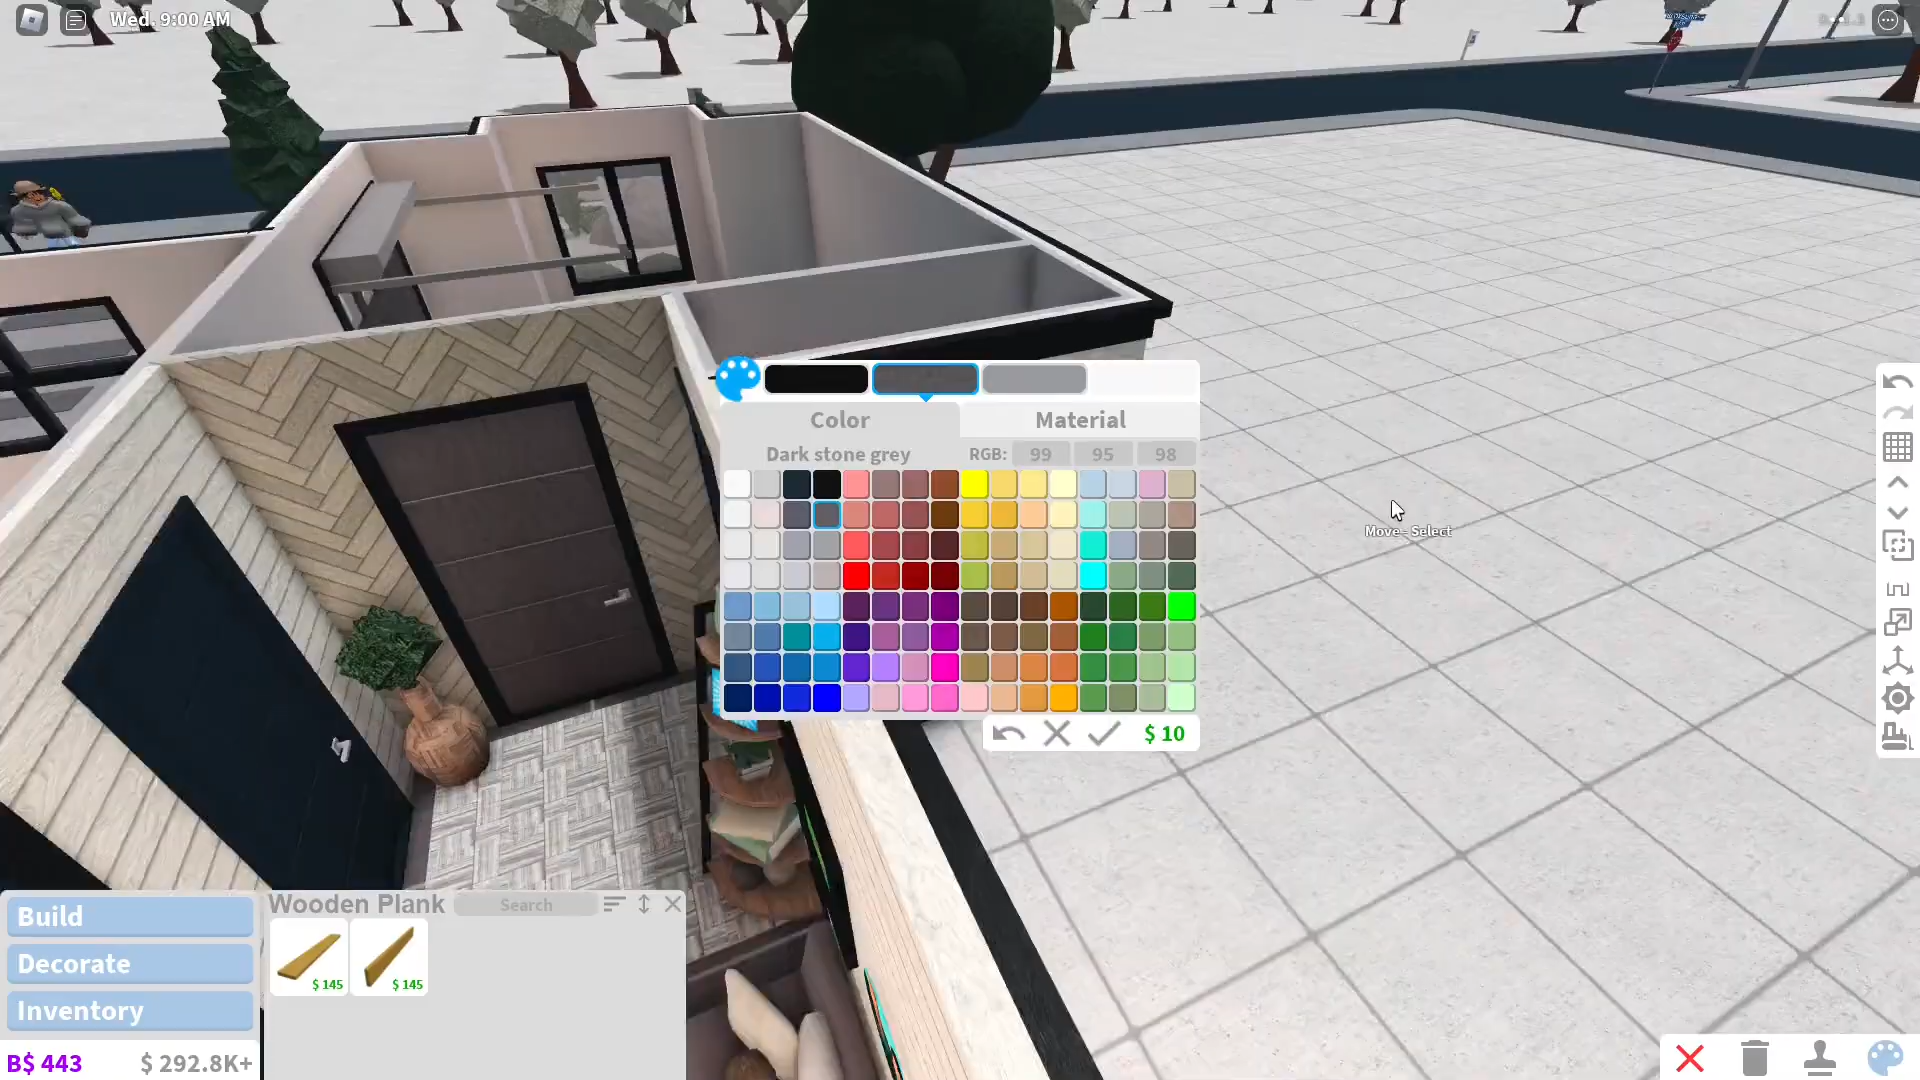 Wed. 9:00 AM
Color
Material
Dark stone grey
RGB:
99
95
98
Move - Select
$ 10
Build
Decorate
Inventory
Wooden Plank
Search
$ 145
$ 145
B$ 443
$ 292.8K+